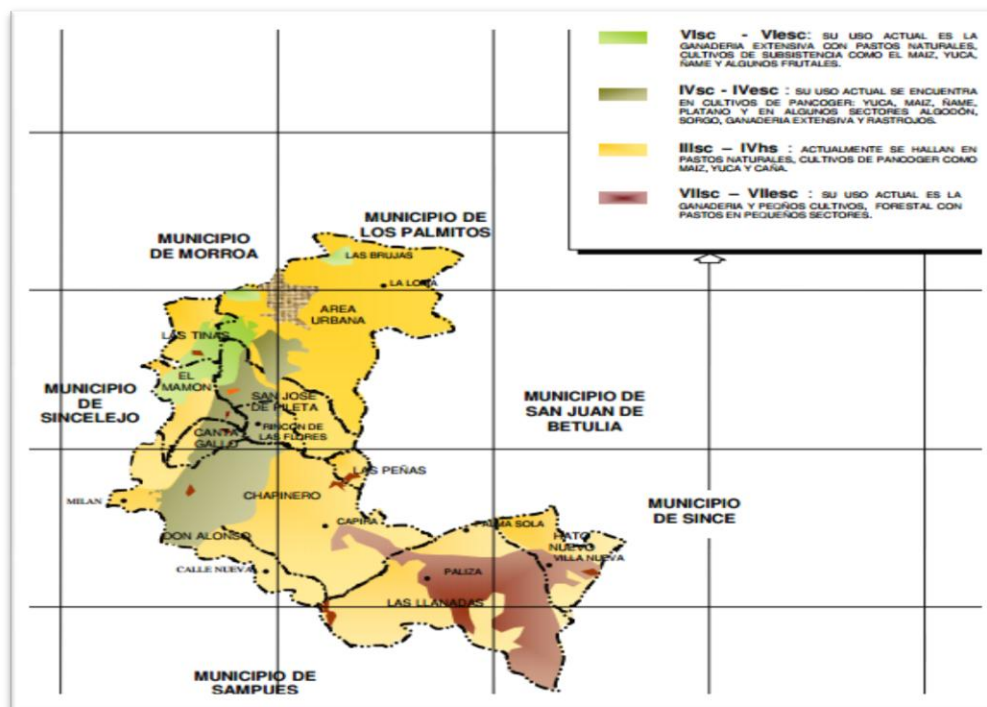 VIsc - VIesc: SU USO ACTUAL ES LA
GANADERIA EXTENSIVA CON PASTOS NATURALES,
CULTIVOS DE SUBSISTENCIA COMO EL MAIZ, YUCA,
ÑAME Y ALGUNOS FRUTALES.
IVsc - IVesc : SU USO ACTUAL SE ENCUENTRA
EN CULTIVOS DE PANCOGER: YUCA, MAIZ, ÑAME,
PLATANO Y EN ALGUNOS SECTORES ALGODÓN,
SORGO, GANADERIA EXTENSIVA Y RASTROJOS.
IIIsc – IVhs : ACTUALMENTE SE HALLAN EN
PASTOS NATURALES, CULTIVOS DE PANCOGER COMO
MAIZ, YUCA Y CAÑA.
VIIsc – VIIesc : SU USO ACTUAL ES LA
GANADERIA Y PEQÑOS CULTIVOS, FORESTAL CON
PASTOS EN PEQUEÑOS SECTORES.
MUNICIPIO DE
LOS PALMITOS
MUNICIPIO
DE MORROA
LAS BRUJAS
LA LOMA
AREA
URBANA
LAS TINAS
EL
MAMON
MUNICIPIO
DE
SINCELEJO
SAN JOSE
DE PILETA
RINCON DE
LAS FLORES
CANTA
GALLO
MUNICIPIO DE
SAN JUAN DE
BETULIA
LAS PEÑAS
CHAPINERO
MILAN
MUNICIPIO
DE SINCE
CAPIRA
PALMA SOLA
DON ALONSO
HATO
NUEVO
VILLA NUEVA
CALLE NUEVA
PALIZA
LAS LLANADAS
MUNICIPIO DE
SAMPUES